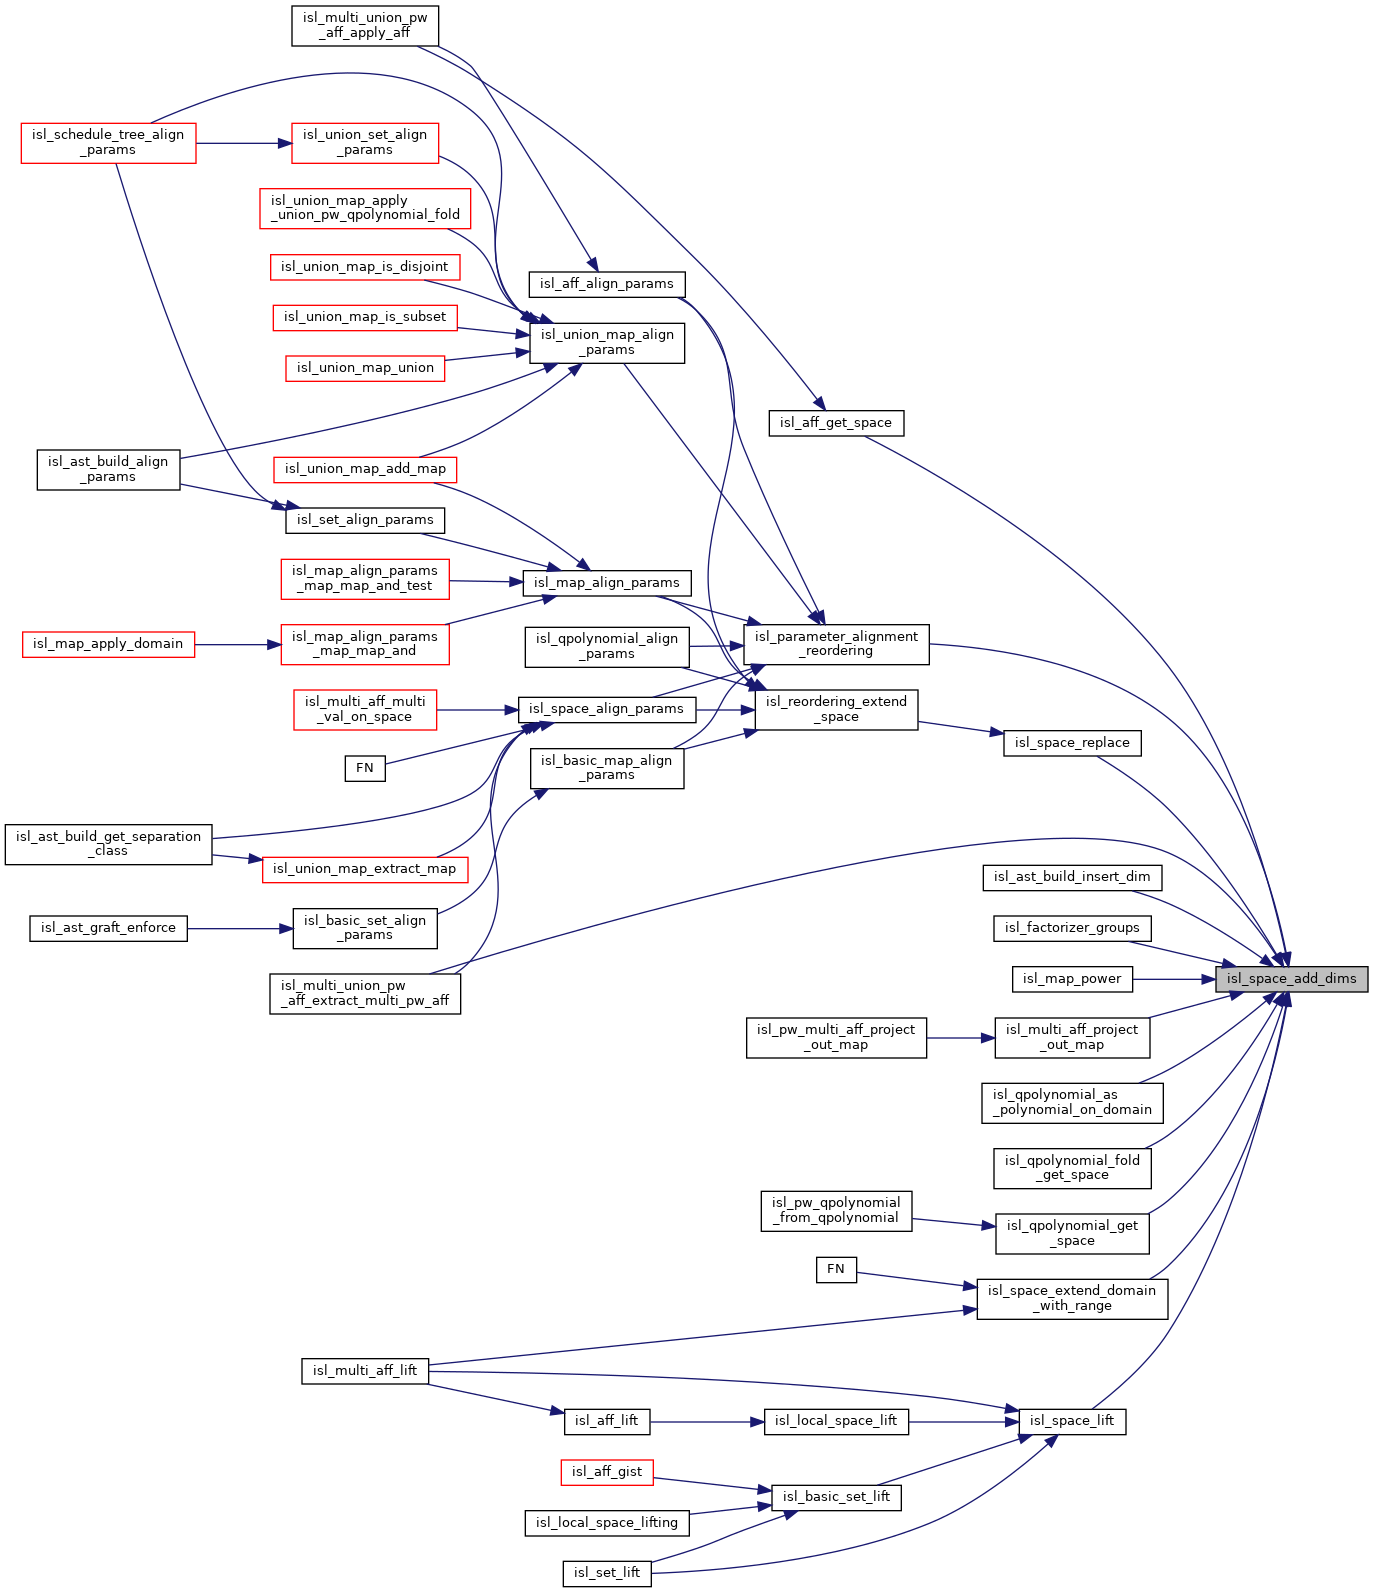 isl_multi_union_pw
_aff_apply_aff
isl_schedule_tree_align
_params
isl_union_set_align
_params
isl_union_map_apply
_union_pw_qpolynomial_fold
isl_union_map_is_disjoint
isl_aff_align_params
isl_union_map_is_subset
isl_union_map_align
_params
isl_union_map_union
isl_aff_get_space
isl_ast_build_align
_params
isl_union_map_add_map
isl_set_align_params
isl_map_align_params
_map_map_and_test
isl_map_align_params
isl_map_apply_domain
isl_map_align_params
_map_map_and
isl_qpolynomial_align
_params
isl_parameter_alignment
_reordering
isl_multi_aff_multi
_val_on_space
isl_space_align_params
isl_reordering_extend
_space
isl_space_replace
FN
isl_basic_map_align
_params
isl_ast_build_get_separation
_class
isl_union_map_extract_map
isl_ast_build_insert_dim
isl_ast_graft_enforce
isl_basic_set_align
_params
isl_factorizer_groups
isl_multi_union_pw
_aff_extract_multi_pw_aff
isl_map_power
isl_space_add_dims
isl_pw_multi_aff_project
_out_map
isl_multi_aff_project
_out_map
isl_qpolynomial_as
_polynomial_on_domain
isl_qpolynomial_fold
_get_space
isl_pw_qpolynomial
_from_qpolynomial
isl_qpolynomial_get
_space
FN
isl_space_extend_domain
_with_range
isl_multi_aff_lift
isl_aff_lift
isl_local_space_lift
isl_space_lift
isl_aff_gist
isl_basic_set_lift
isl_local_space_lifting
isl_set_lift